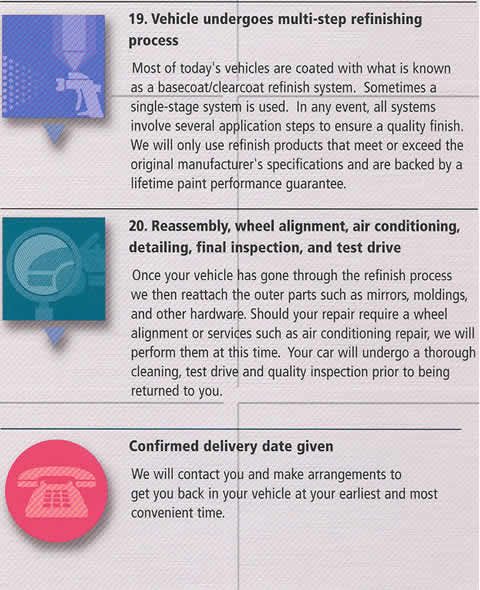 19. Vehicle undergoes multi-step refinishing
process
Most of today's vehicles are coated with what is known
as a basecoat/clearcoat refinish system. Sometimes a
single-stage system is used. In any event, all systems
involve several application steps to ensure a quality finish.
We will only use refinish products that meet or exceed the
original manufacturer's specifications and are backed by a
lifetime paint performance guarantee.
20. Reassembly, wheel alignment, air conditioning,
detailing, final inspection, and test drive
Once your vehicle has gone through the refinish process
we then reattach the outer parts such as mirrors, moldings,
and other hardware. Should your repair require a wheel
alignment or services such as air conditioning repair, we will
perform them at this time. Your car will undergo a thorough
cleaning, test drive and quality inspection prior to being
returned to you.
Confirmed delivery date given
We will contact you and make arrangements to
get you back in your vehicle at your earliest and most
convenient time.